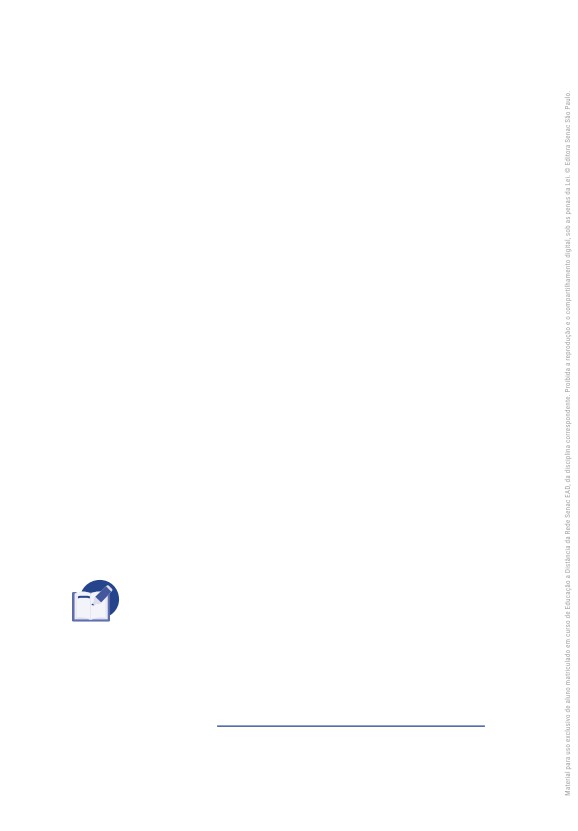 Material para uso exclusivo de aluno matriculado em curso de Educação a Distância da Rede Senac EAD, da disciplina correspondente. Proibida a reprodução e o compartilhamento digital, sob as penas da Lei. © Editora Senac São Paulo.